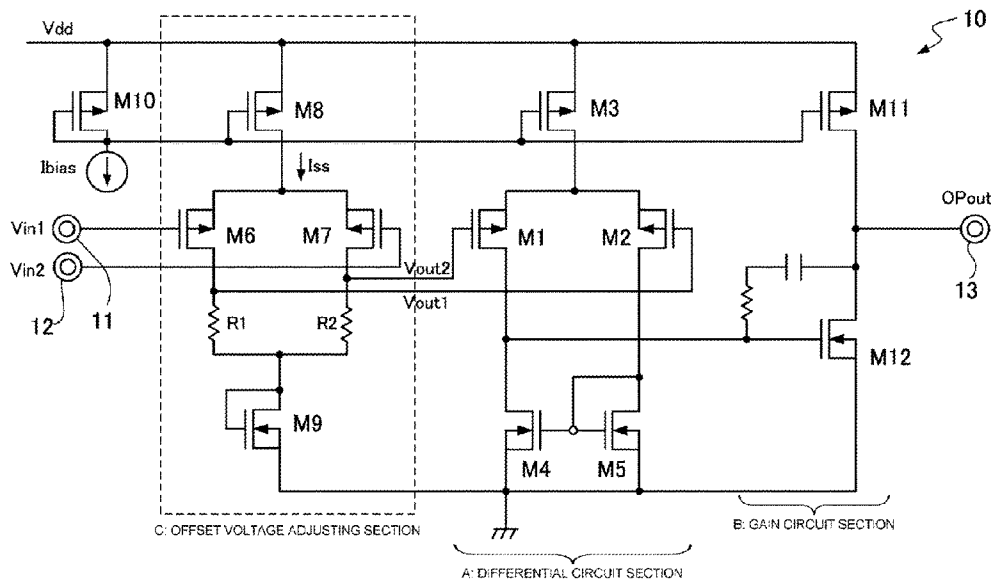 10
Vdd
M10
M8
M3
M11
Ibias
Iss
OPout
Vin1
M6
M7
M1
M2
Vin2
Vout2
Vout1
13
12
11
R1
R2
M12
M9
M4
M5
C: OFFSET VOLTAGE ADJUSTING SECTION
B: GAIN CIRCUIT SECTION
A: DIFFERENTIAL CIRCUIT SECTION